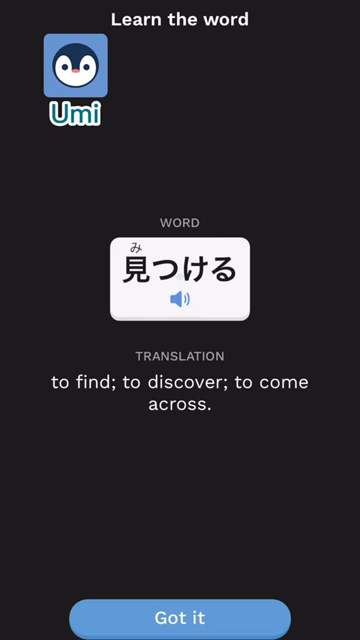 Learn the word
Umi
WORD
み
見つける
TRANSLATION
to find; to discover; to come
across.
Got it